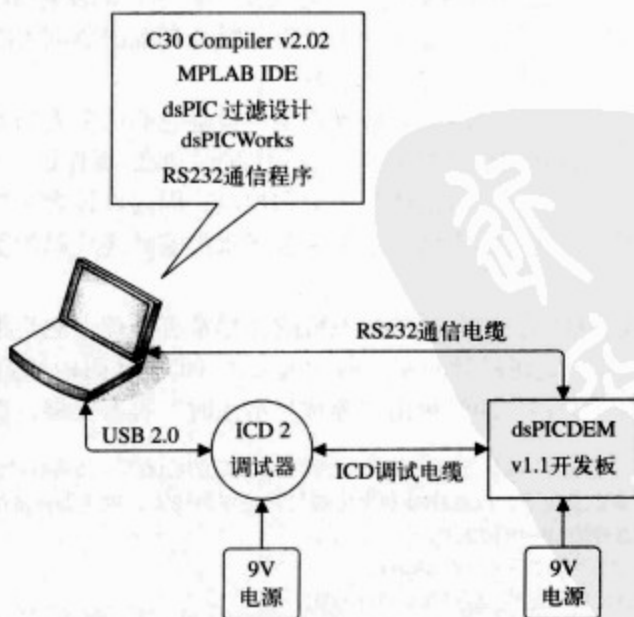 C30 Compiler v2.02
MPLAB IDE
dsPIC 过滤设计
dsPICWorks
RS232通信程序
RS232通信电缆
USB 2.0
ICD 2
调试器
ICD调试电缆
dsPICDEM
v1.1开发板
9V
电源
9V
电源